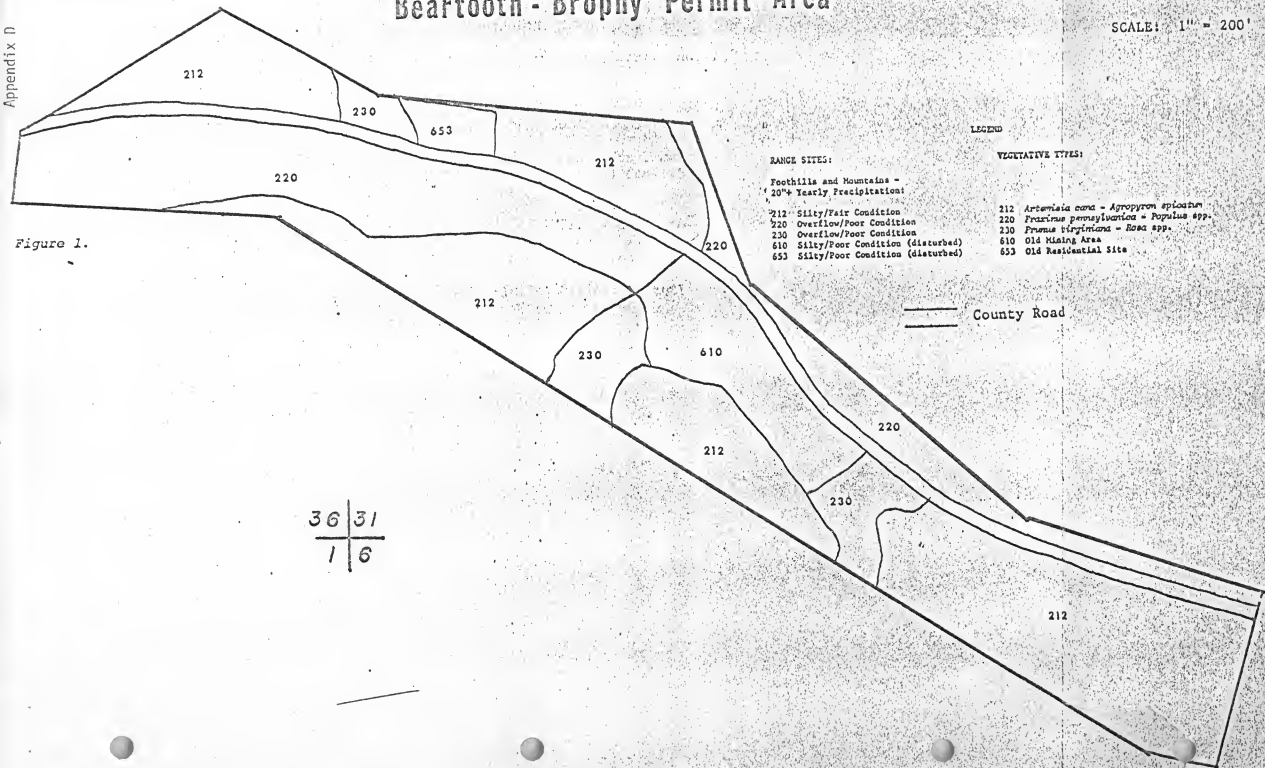 Beartooth - Brophy Permit Area
SCALE: 1" = 200'
Appendix D
212
230
653
212
220
220
Figure 1.
212
230
610
212
220
230
212
LEGEND
RANGE SITES:
Foothills and Mountains -
20"+ Yearly Precipitation:
212 Silty/Fair Condition
220 Overflow/Poor Condition
230 Overflow/Poor Condition
610 Silty/Poor Condition (disturbed)
653 Silty/Poor Condition (disturbed)
VEGETATIVE TYPES:
212 Artemisia cana - Agropyron spicatum
220 Fraxinus pennsylvanica - Populus spp.
230 Prunus virginiana - Rosa spp.
610 Old Mining Area
653 Old Residential Site
County Road
36 31
1 6